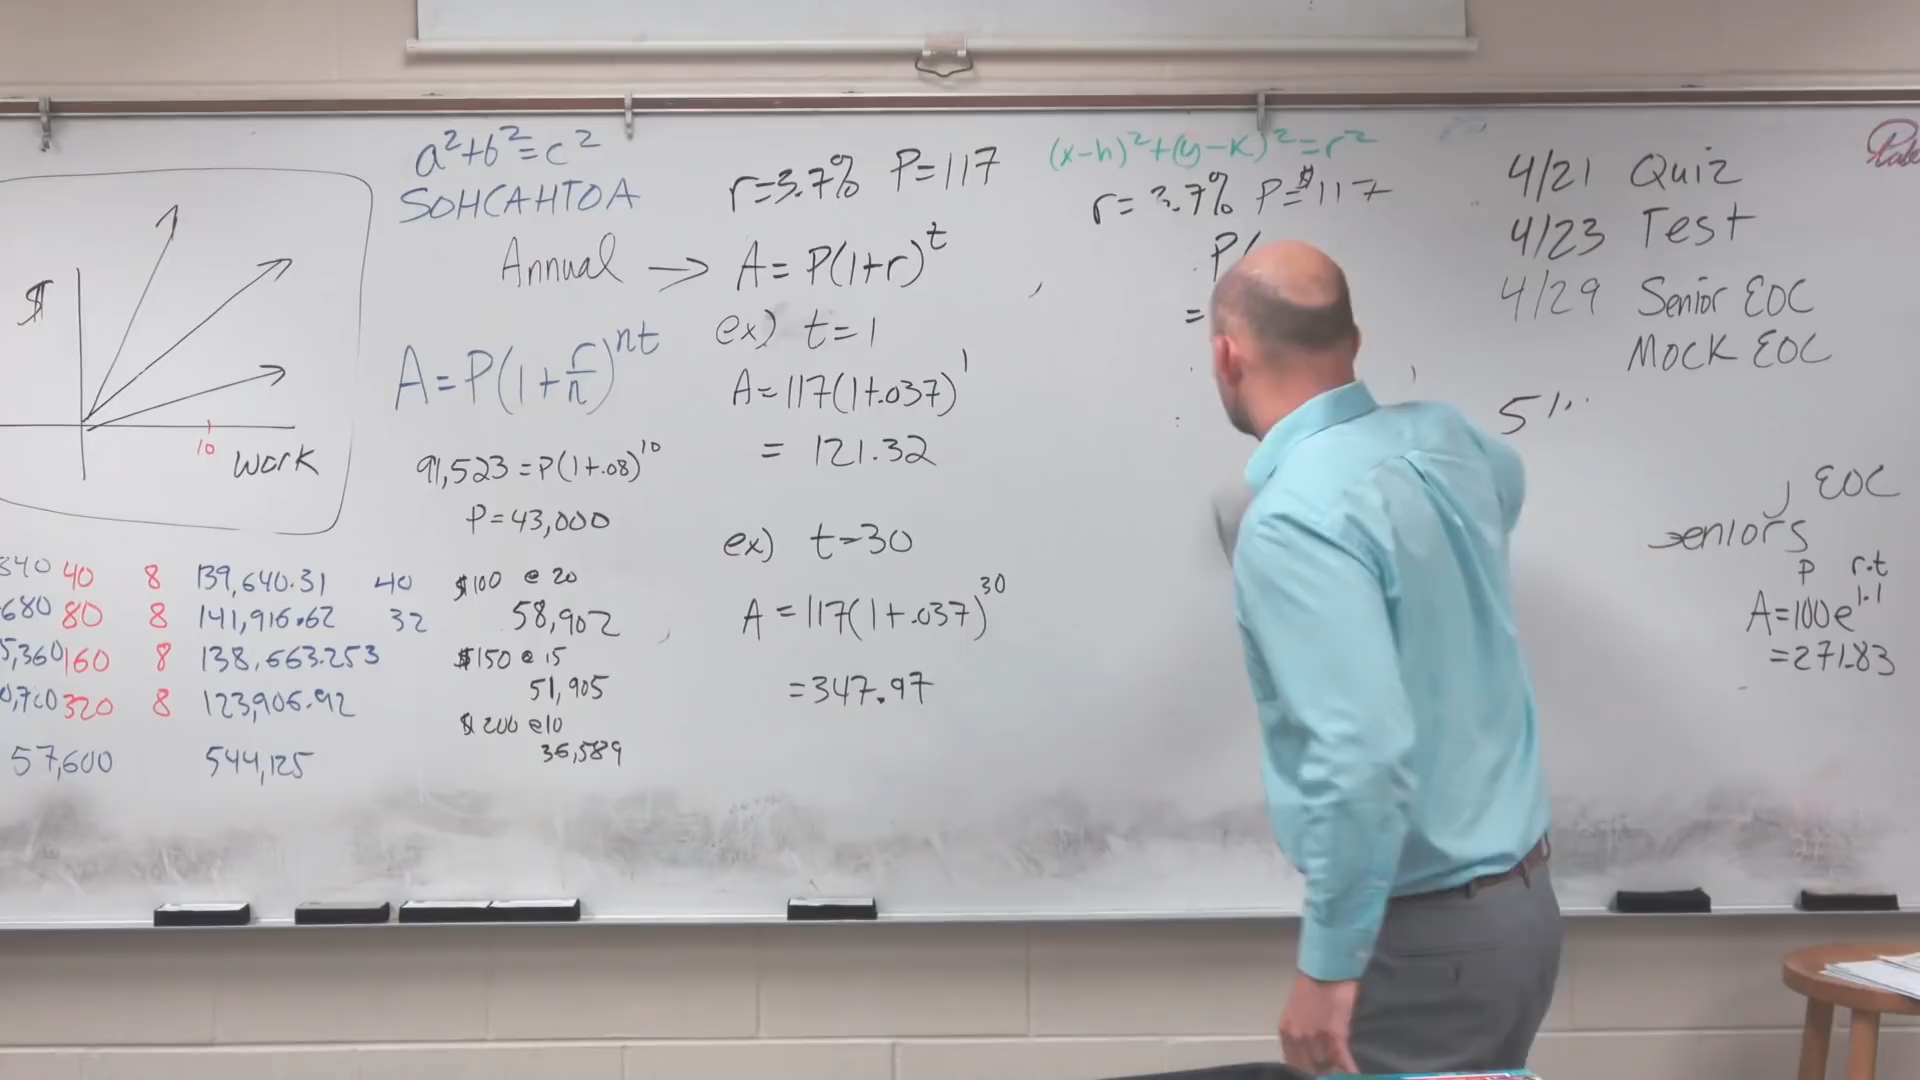 $
10
work
a²+b²=c²
SOHCAHTOA
Annual → A = P(1+r)^t
A = P(1+r/n)^nt
91,523 = P(1+.08)^10
P = 43,000
340 40 8 139,640.31 40
680 80 8 141,916.62 32
5,360 160 8 138,663.253
320 8 123,906.92
57,600 544,125
$100 @ 20
58,902
$150 @ 15
51,905
$200 @10
36,589
r=3.7% P=117
ex) t=1
A=117(1+.037)^1
= 121.32
ex) t=30
A =117(1+.037)^30
=347.97
(x-h)²+(y-k)²=r²
r= 3.7% P=$117
P(
=
4/21 Quiz
4/23 Test
4/29 Senior EOC
Mock EOC
EOC
seniors
P r.t
A=100e^1.1
=271.83